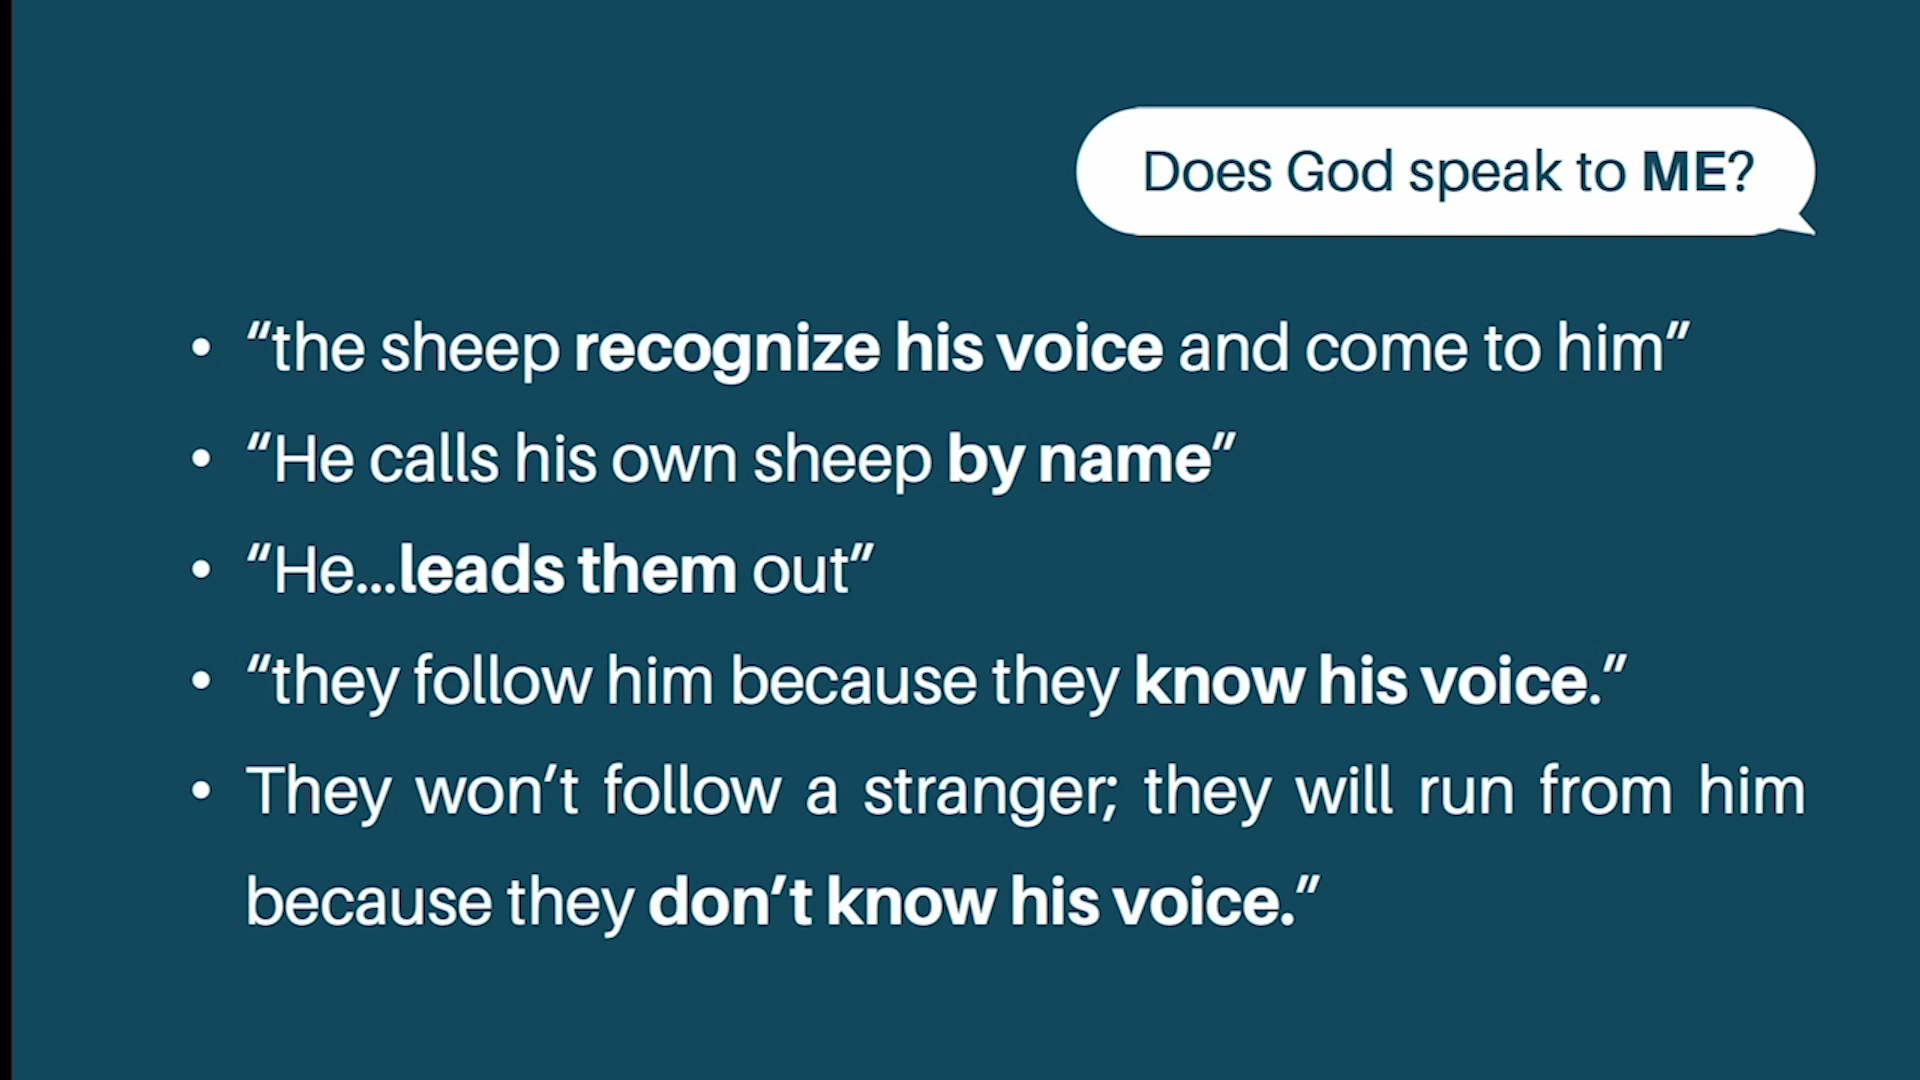 Does God speak to ME?
• “the sheep recognize his voice and come to him”
• “He calls his own sheep by name”
• “He...leads them out”
• “they follow him because they know his voice.”
• They won’t follow a stranger; they will run from him
because they don’t know his voice.”